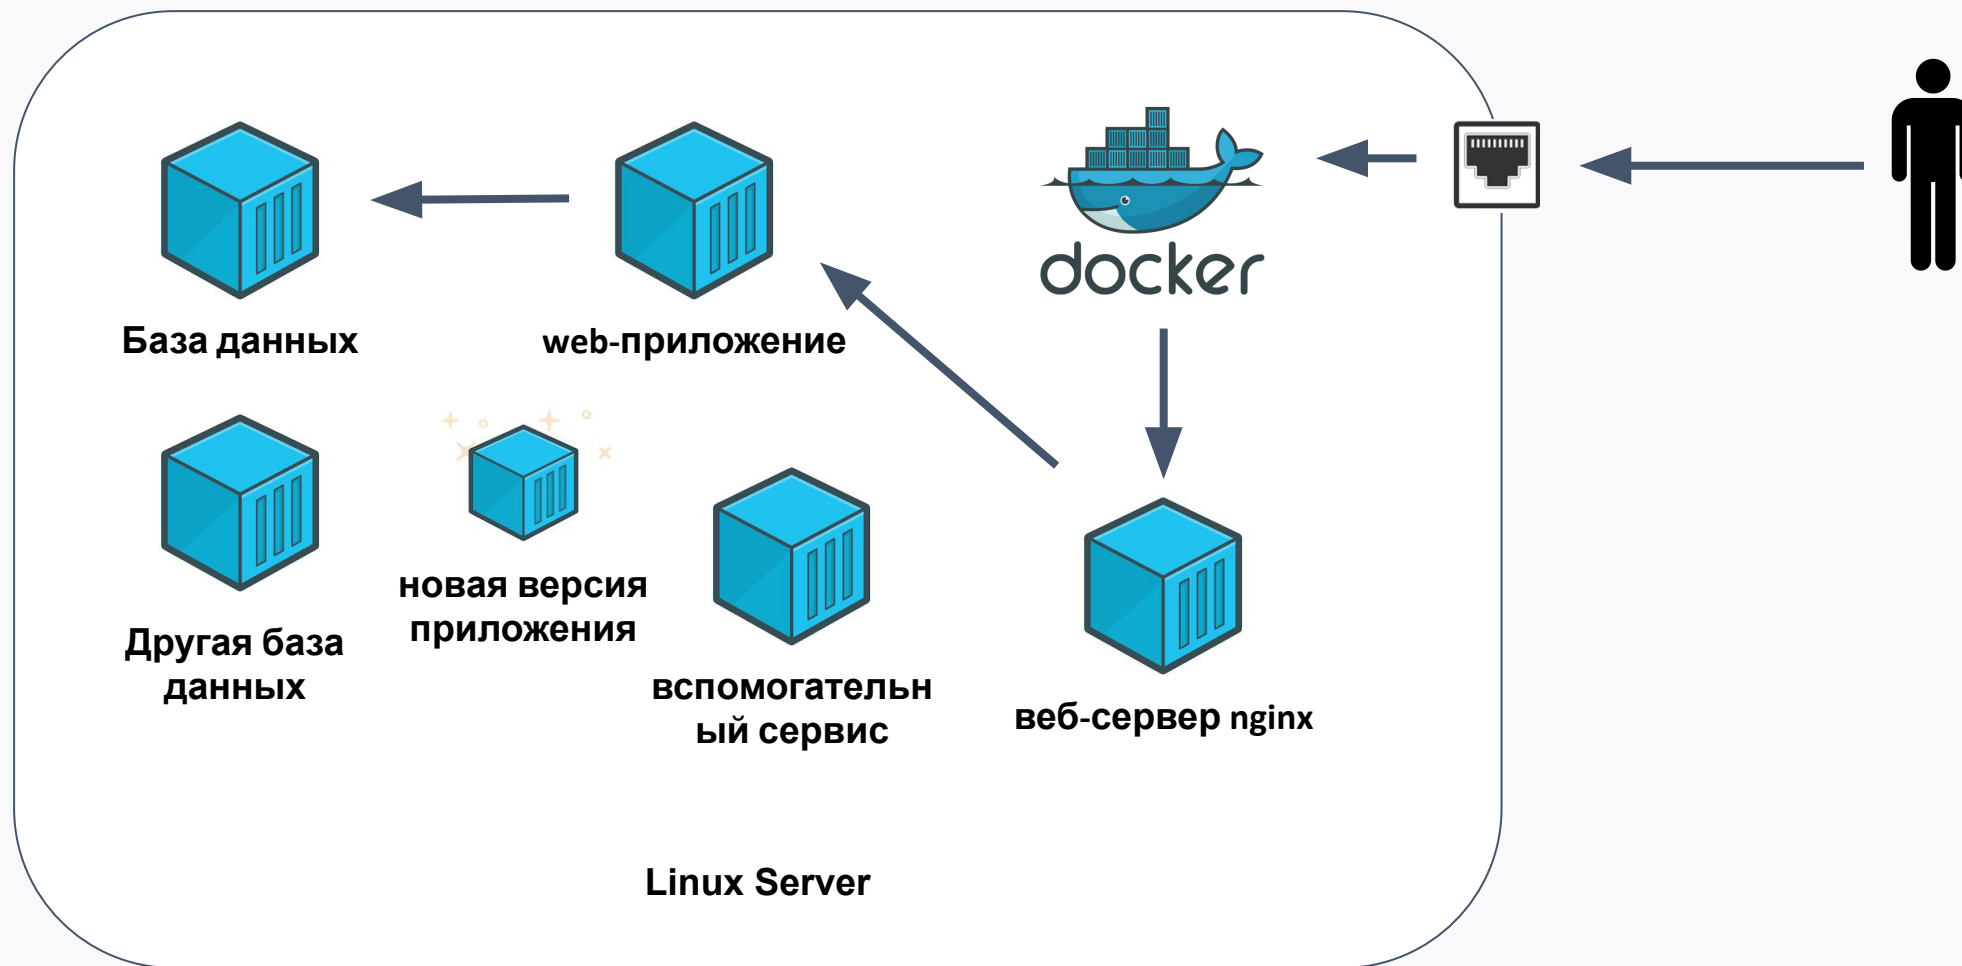 docker
База данных
web-приложение
новая версия
приложения
Другая база
данных
вспомогательн
ый сервис
веб-сервер nginx
Linux Server